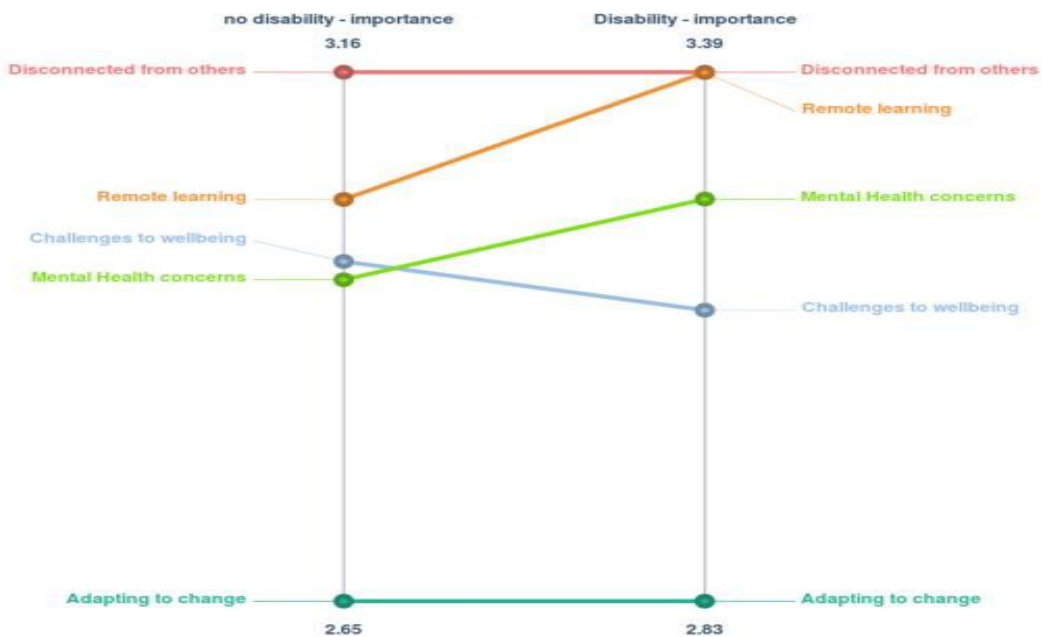 no disability - importance
Disability - importance
3.16
3.39
Disconnected from others
Disconnected from others
Remote learning
Remote learning
Mental Health concerns
Challenges to wellbeing
Mental Health concerns
Challenges to wellbeing
Adapting to change
Adapting to change
2.65
2.83